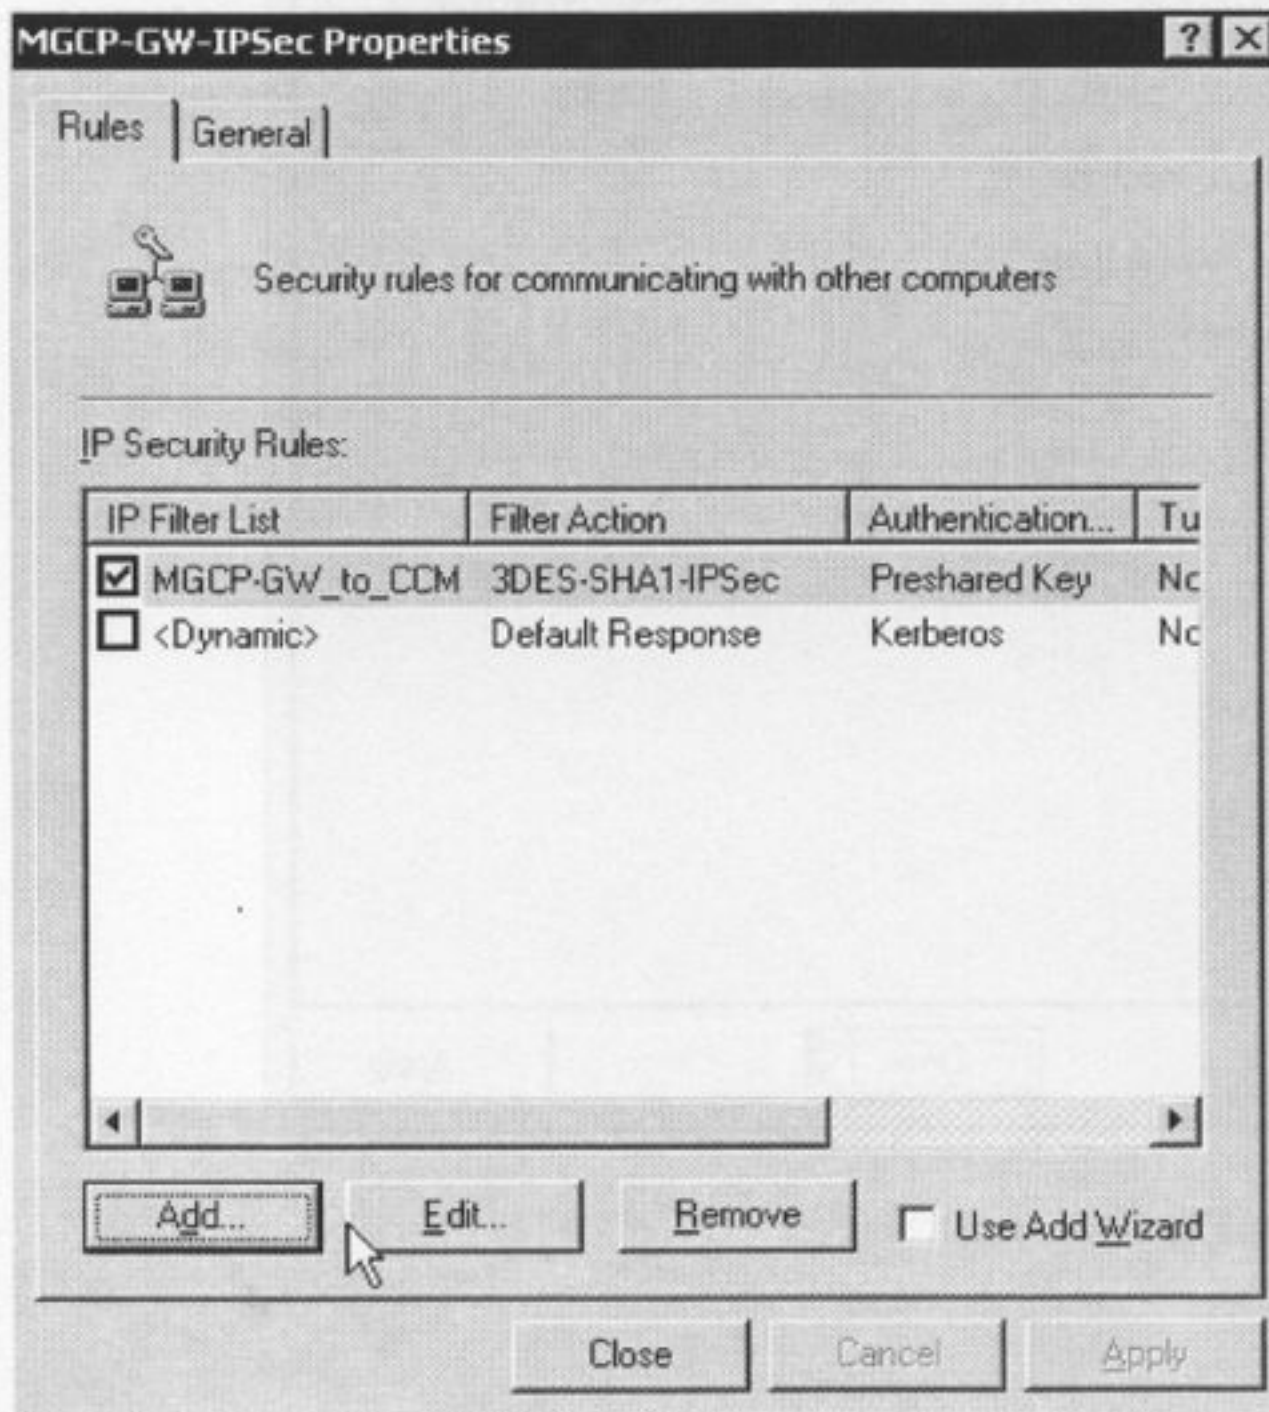 MGCP-GW-IPSec Properties
Rules
General
Security rules for communicating with other computers
IP Security Rules:
IP Filter List Filter Action Authentication... Tu
MGCP-GW_to_CCM 3DES-SHA1-IPSec Preshared Key Nc
<Dynamic> Default Response Kerberos Nc
Add... Edit... Remove Use Add Wizard
Close Cancel Apply